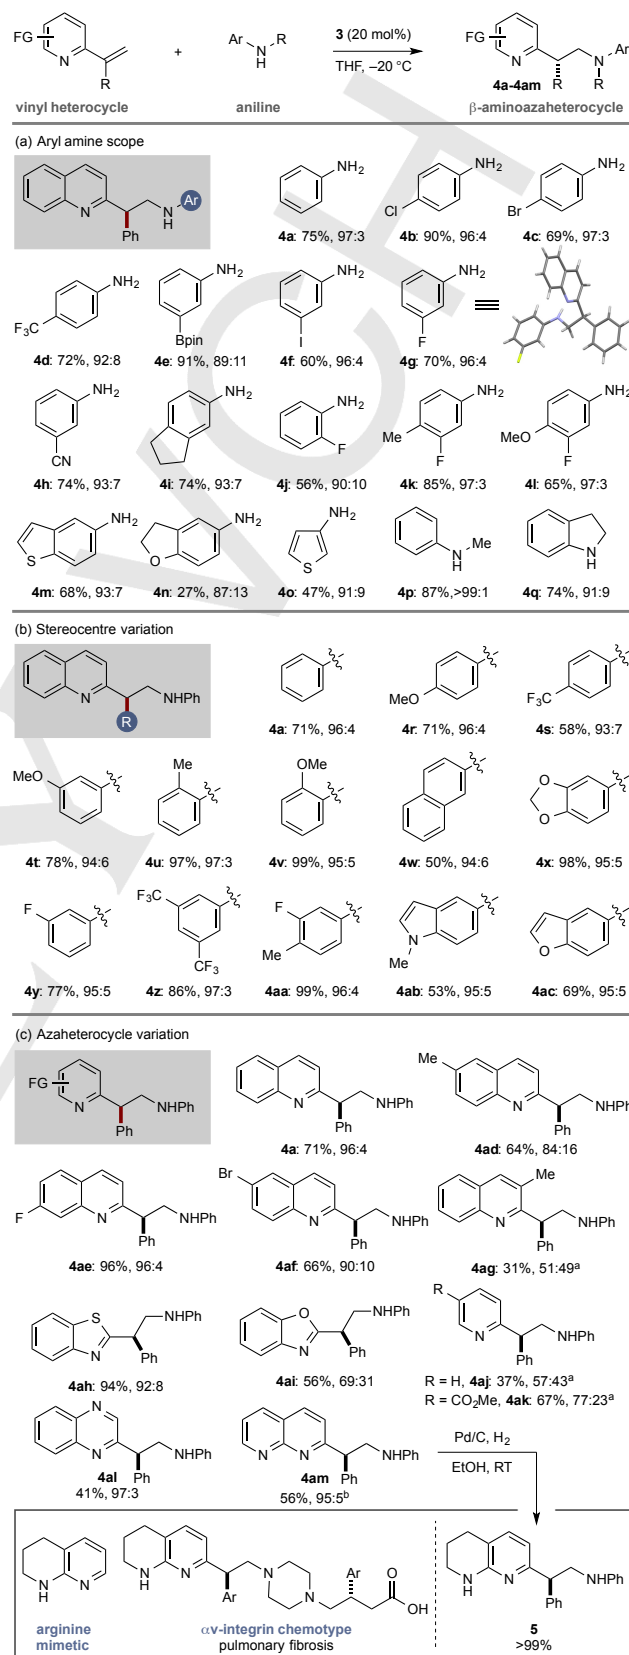 FG
N
R
+
Ar
N
H
R
3 (20 mol%)
THF, –20 °C
FG
N
R
N
Ar
R
4a-4am
vinyl heterocycle
aniline
β-aminoazaheterocycle
(a) Aryl amine scope
N
Ph
N
H
Ar
NH2
4a: 75%, 97:3
Cl
NH2
4b: 90%, 96:4
Br
NH2
4c: 69%, 97:3
F3C
NH2
4d: 72%, 92:8
NH2
Bpin
4e: 91%, 89:11
NH2
I
4f: 60%, 96:4
NH2
F
4g: 70%, 96:4
NH2
CN
4h: 74%, 93:7
NH2
4i: 74%, 93:7
NH2
F
4j: 56%, 90:10
NH2
Me
F
4k: 85%, 97:3
NH2
MeO
F
4l: 65%, 97:3
S
NH2
4m: 68%, 93:7
O
NH2
4n: 27%, 87:13
NH2
S
4o: 47%, 91:9
N
H
Me
4p: 87%,>99:1
N
H
4q: 74%, 91:9
(b) Stereocentre variation
N
NHPh
R
4a: 71%, 96:4
MeO
4r: 71%, 96:4
F3C
4s: 58%, 93:7
MeO
4t: 78%, 94:6
Me
4u: 97%, 97:3
OMe
4v: 99%, 95:5
4w: 50%, 94:6
O
O
4x: 98%, 95:5
F
4y: 77%, 95:5
F3C
CF3
4z: 86%, 97:3
F
Me
4aa: 99%, 96:4
N
Me
4ab: 53%, 95:5
O
4ac: 69%, 95:5
(c) Azaheterocycle variation
FG
N
NHPh
Ph
N
NHPh
Ph
4a: 71%, 96:4
Me
N
NHPh
Ph
4ad: 64%, 84:16
F
N
NHPh
Ph
4ae: 96%, 96:4
Br
N
NHPh
Ph
4af: 66%, 90:10
Me
N
NHPh
Ph
4ag: 31%, 51:49a
S
N
NHPh
Ph
4ah: 94%, 92:8
O
N
NHPh
Ph
4ai: 56%, 69:31
R
N
NHPh
Ph
R = H, 4aj: 37%, 57:43a
R = CO2Me, 4ak: 67%, 77:23a
N
N
NHPh
Ph
4al
41%, 97:3
N
N
NHPh
Ph
4am
56%, 95:5b
Pd/C, H2
EtOH, RT
N
H
N
arginine
mimetic
N
H
N
Ar
N
N
Ar
O
OH
αv-integrin chemotype
pulmonary fibrosis
N
H
N
NHPh
Ph
5
>99%